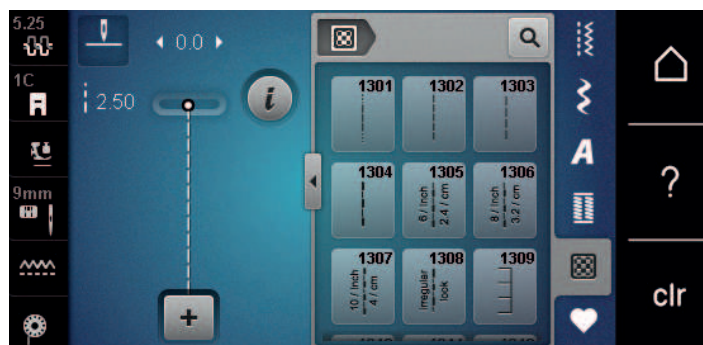 5.25
0.0
1C
2.50
9mm
1301
1302
1303
A
1304
1305
6 / inch
2.4 / cm
1306
8 / inch
3.2 / cm
1307
10 / inch
4 / cm
1308
Irregular
look
1309
i
+
?
clr